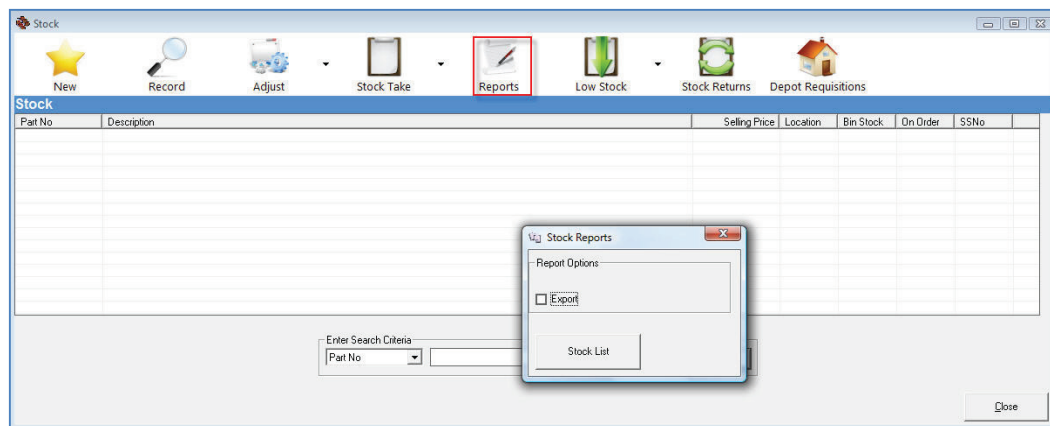 Stock
New Record Adjust Stock Take Reports Low Stock Stock Returns Depot Requisitions
Stock
Part No Description Selling Price Location Bin Stock On Order SSNo
Stock Reports
Report Options
Export
Enter Search Criteria
Part No
Stock List
Close